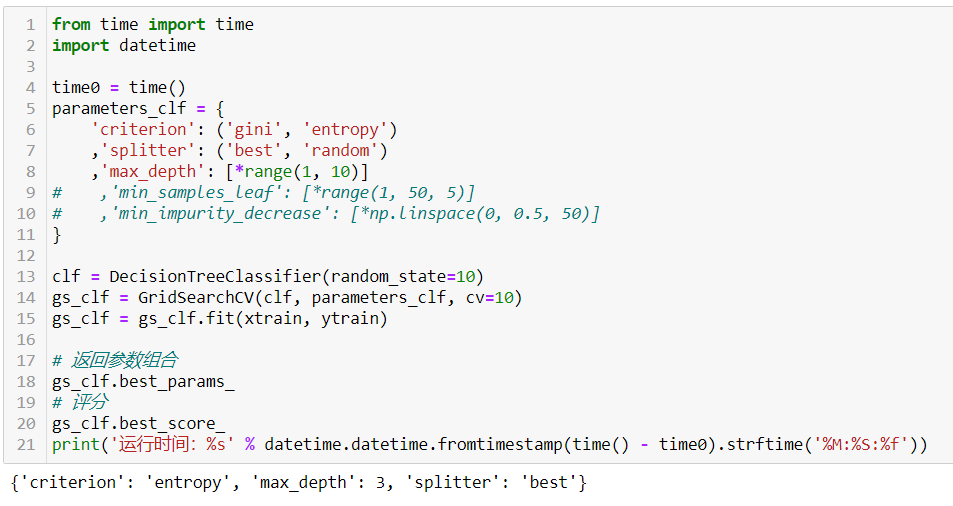 1 from time import time
2 import datetime
3
4 time0 = time()
5 parameters_clf = {
6     'criterion': ('gini', 'entropy')
7     ,'splitter': ('best', 'random')
8     ,'max_depth': [*range(1, 10)]
9 #    ,'min_samples_leaf': [*range(1, 50, 5)]
10 #    ,'min_impurity_decrease': [*np.linspace(0, 0.5, 50)]
11 }
12
13 clf = DecisionTreeClassifier(random_state=10)
14 gs_clf = GridSearchCV(clf, parameters_clf, cv=10)
15 gs_clf = gs_clf.fit(xtrain, ytrain)
16
17 # 返回参数组合
18 gs_clf.best_params_
19 # 评分
20 gs_clf.best_score_
21 print('运行时间：%s' % datetime.datetime.fromtimestamp(time() - time0).strftime('%M:%S:%f'))
{'criterion': 'entropy', 'max_depth': 3, 'splitter': 'best'}